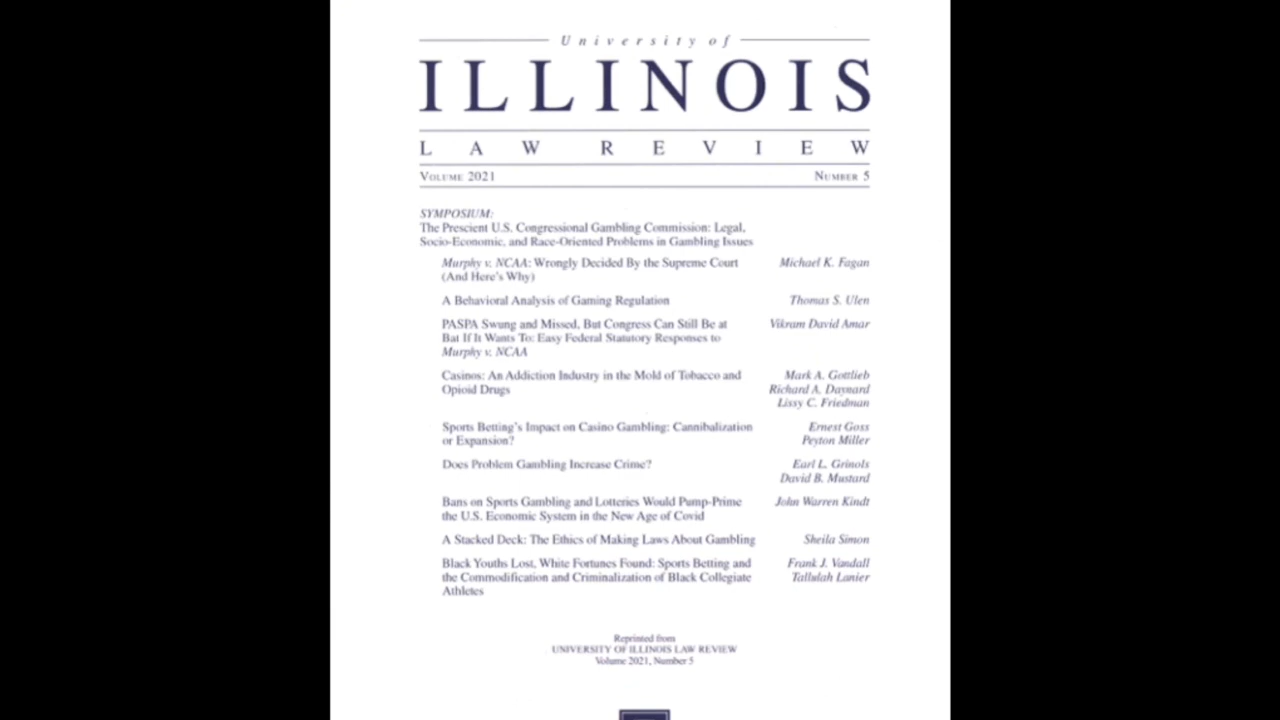 University of
ILLINOIS
LAW REVIEW
VOLUME 2021 NUMBER 5
SYMPOSIUM:
The Prescient U.S. Congressional Gambling Commission: Legal,
Socio-Economic, and Race-Oriented Problems in Gambling Issues
Murphy v. NCAA: Wrongly Decided By the Supreme Court Michael K. Fagan
(And Here's Why)
A Behavioral Analysis of Gaming Regulation Thomas S. Ulen
PASPA Swung and Missed, But Congress Can Still Be at Vikram David Amar
Bat If It Wants To: Easy Federal Statutory Responses to
Murphy v. NCAA
Casinos: An Addiction Industry in the Mold of Tobacco and Mark A. Gottlieb
Opioid Drugs Richard A. Daynard
Lissy C. Friedman
Sports Betting's Impact on Casino Gambling: Cannibalization Ernest Goss
or Expansion? Peyton Miller
Does Problem Gambling Increase Crime? Earl L. Grinols
David B. Mustard
Bans on Sports Gambling and Lotteries Would Pump-Prime John Warren Kindt
the U.S. Economic System in the New Age of Covid
A Stacked Deck: The Ethics of Making Laws About Gambling Sheila Simon
Black Youths Lost, White Fortunes Found: Sports Betting and Frank J. Vandall
the Commodification and Criminalization of Black Collegiate Tallulah Lanier
Athletes
Reprinted from
UNIVERSITY OF ILLINOIS LAW REVIEW
Volume 2021, Number 5